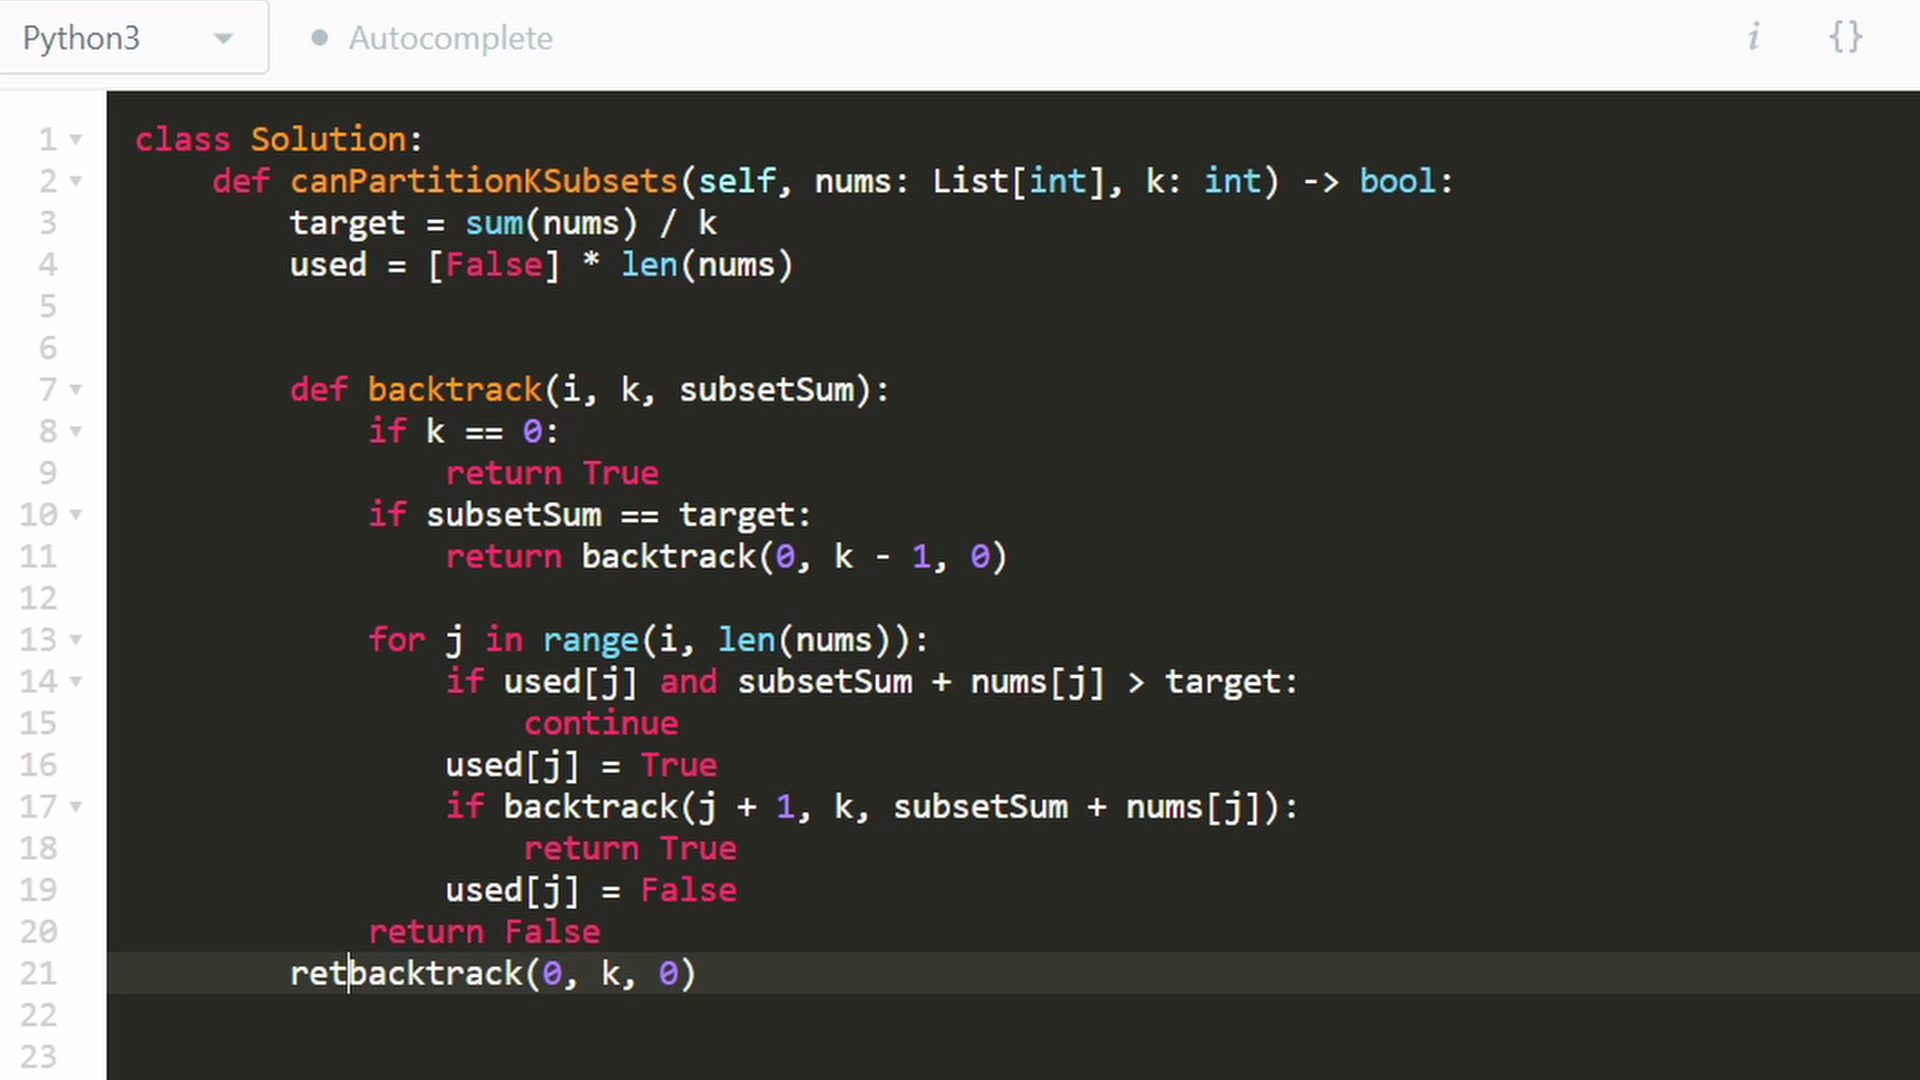 Python3
Autocomplete
i {}
1 class Solution:
2 def canPartitionKSubsets(self, nums: List[int], k: int) -> bool:
3 target = sum(nums) / k
4 used = [False] * len(nums)
5
6
7 def backtrack(i, k, subsetSum):
8 if k == 0:
9 return True
10 if subsetSum == target:
11 return backtrack(0, k - 1, 0)
12
13 for j in range(i, len(nums)):
14 if used[j] and subsetSum + nums[j] > target:
15 continue
16 used[j] = True
17 if backtrack(j + 1, k, subsetSum + nums[j]):
18 return True
19 used[j] = False
20 return False
21 retbacktrack(0, k, 0)
22
23